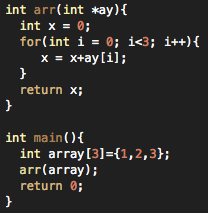 int arr(int *ay){
  int x = 0;
  for(int i = 0; i<3; i++){
    x = x+ay[i];
  }
  return x;
}

int main(){
  int array[3]={1,2,3};
  arr(array);
  return 0;
}